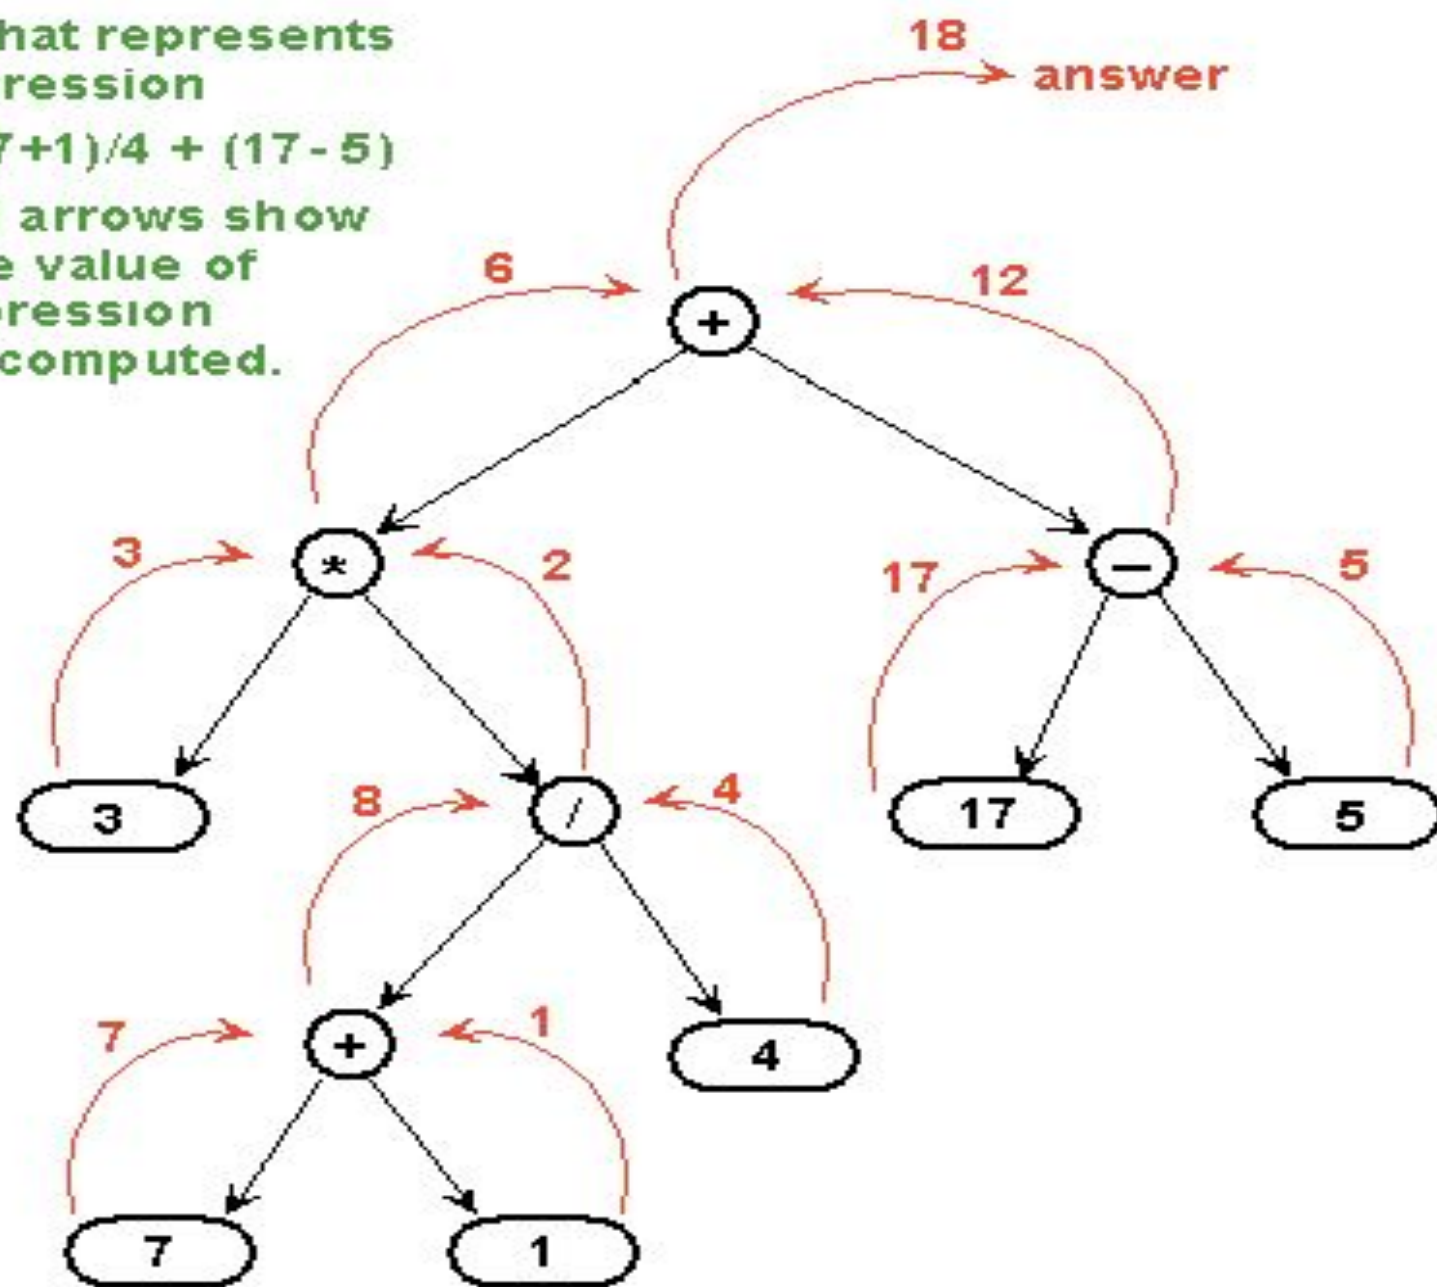 hat represents
ression
7+1)/4 + (17-5)
arrows show
e value of
pression
computed.
18
answer
6
12
+
3
2
17
5
*
−
8
4
3
/
17
5
7
1
+
4
7
1